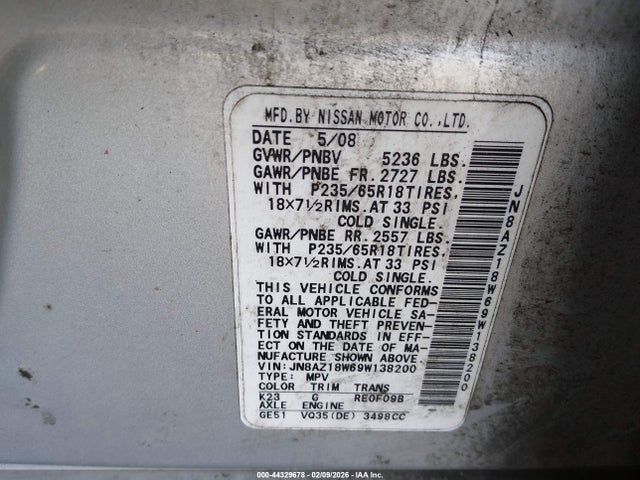 MFD.BY NISSAN MOTOR CO.,LTD.
DATE 5/08
GVWR/PNBV 5236 LBS.
GAWR/PNBE FR. 2727 LBS.
WITH P235/65R18TIRES,
18×7½RIMS.AT 33 PSI
COLD SINGLE.
GAWR/PNBE RR. 2557 LBS.
WITH P235/65R18TIRES,
18×7½RIMS.AT 33 PSI
COLD SINGLE.
THIS VEHICLE CONFORMS
TO ALL APPLICABLE FED-
ERAL MOTOR VEHICLE SA-
FETY AND THEFT PREVEN-
TION STANDARDS IN EFF-
ECT ON THE DATE OF MA-
NUFACTURE SHOWN ABOVE.
VIN: JN8AZ18W69W138200
TYPE: MPV
COLOR TRIM TRANS
K23 G RE0F09B
AXLE ENGINE
GE51 VQ35(DE) 3498CC
JN8AZ18W69W138200
000-44329678 - 02/09/2026 - IAA Inc.